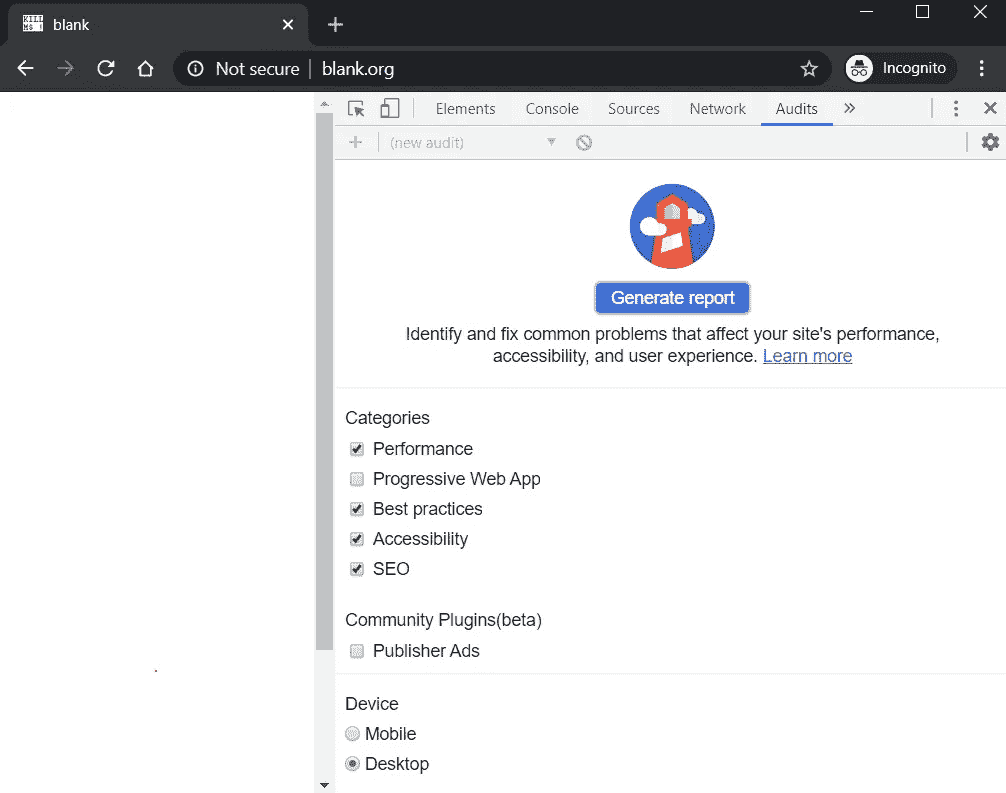 blank
Not secure | blank.org
Incognito
Elements Console Sources Network Audits
(new audit)
Generate report
Identify and fix common problems that affect your site's performance,
accessibility, and user experience. Learn more
Categories
Performance
Progressive Web App
Best practices
Accessibility
SEO
Community Plugins(beta)
Publisher Ads
Device
Mobile
Desktop